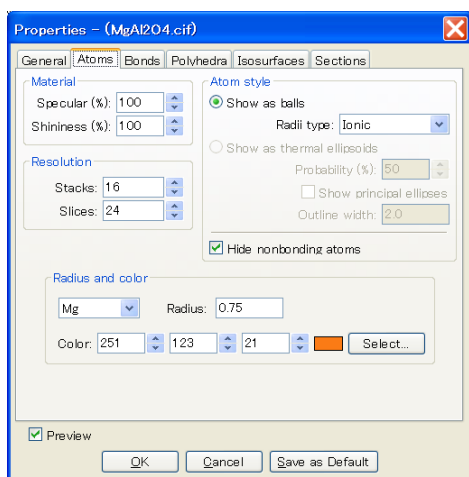 Properties - (MgAl2O4.cif)
General Atoms Bonds Polyhedra Isosurfaces Sections
Material
Specular (%): 100
Shininess (%): 100
Resolution
Stacks: 16
Slices: 24
Atom style
Show as balls
Radii type: Ionic
Show as thermal ellipsoids
Probability (%): 50
Show principal ellipses
Outline width: 2.0
Hide nonbonding atoms
Radius and color
Mg Radius: 0.75
Color: 251 123 21 Select...
Preview
OK Cancel Save as Default